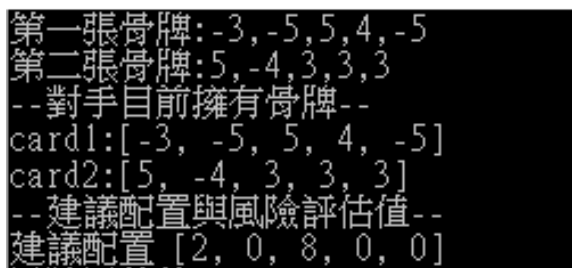 第一張骨牌:-3,-5,5,4,-5
第二張骨牌:5,-4,3,3,3
--對手目前擁有骨牌--
card1:[-3, -5, 5, 4, -5]
card2:[5, -4, 3, 3, 3]
--建議配置與風險評估值--
建議配置 [2, 0, 8, 0, 0]